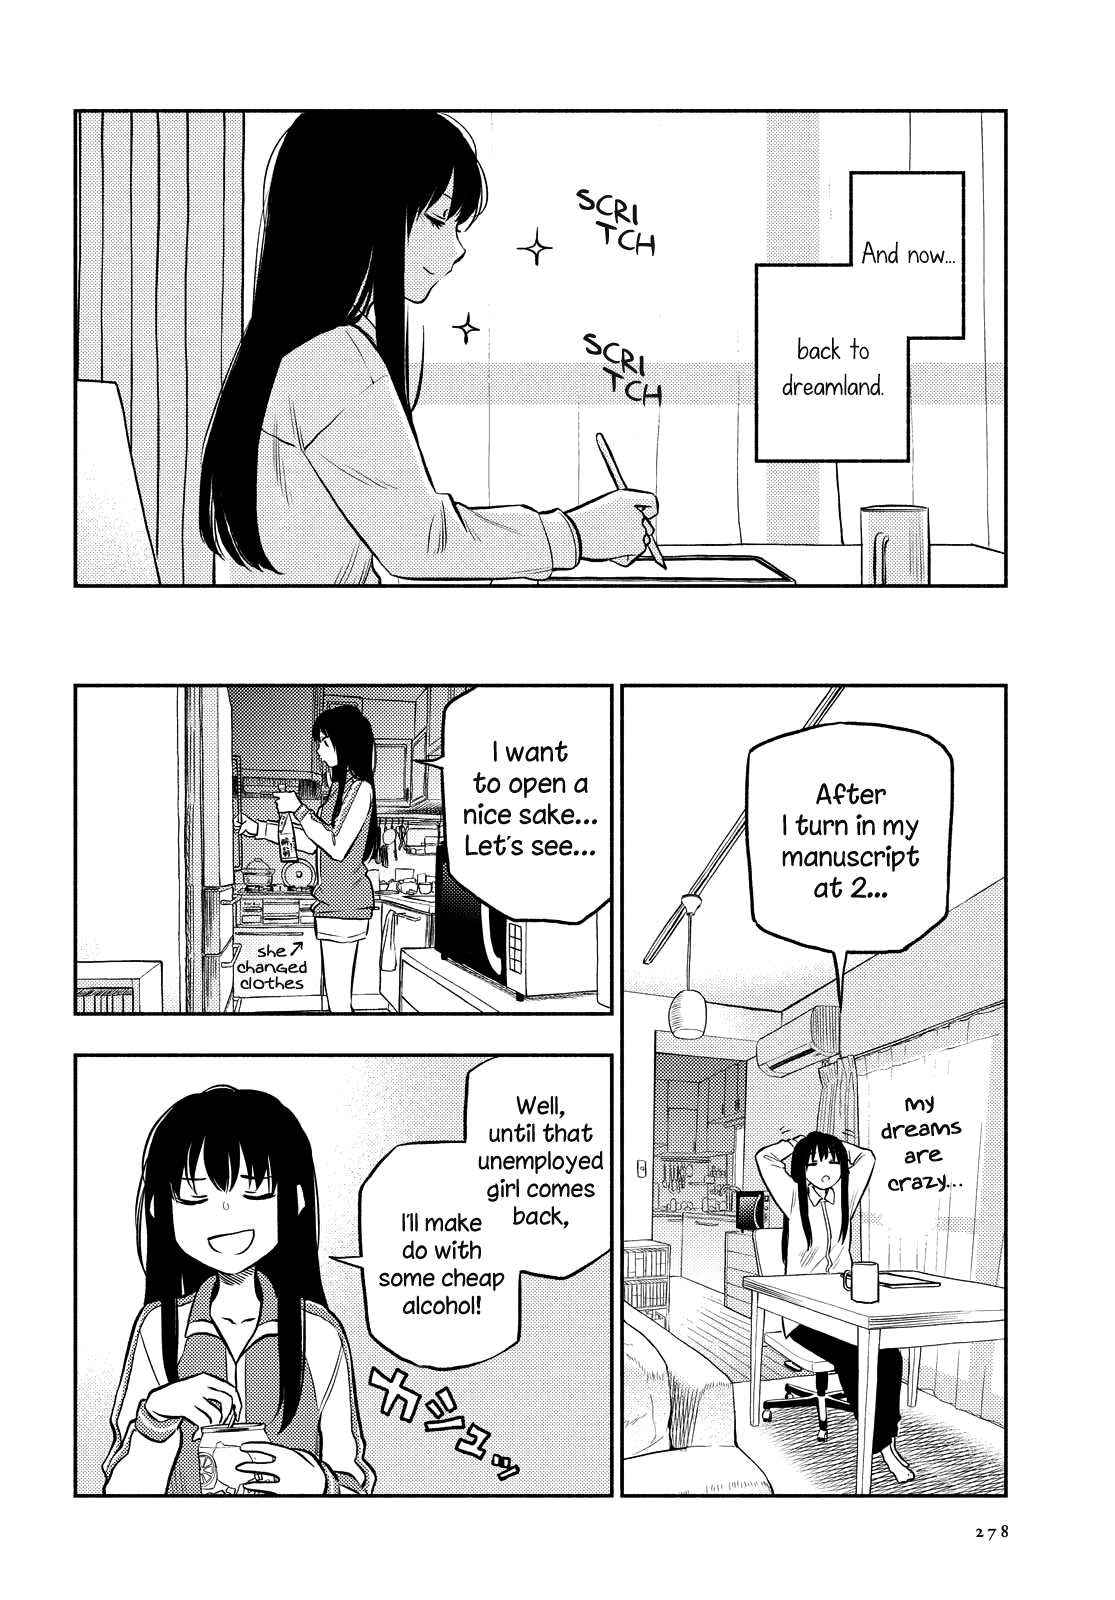 And now...
back to
dreamland.
SCRI
TCH
SCRI
TCH
After
I turn in my
manuscript
at 2...
my
dreams
are
crazy...
I want
to open a
nice sake...
Let's see...
she
changed
clothes
Well,
until that
unemployed
girl comes
back,
I'll make
do with
some cheap
alcohol!
カシュッ
278